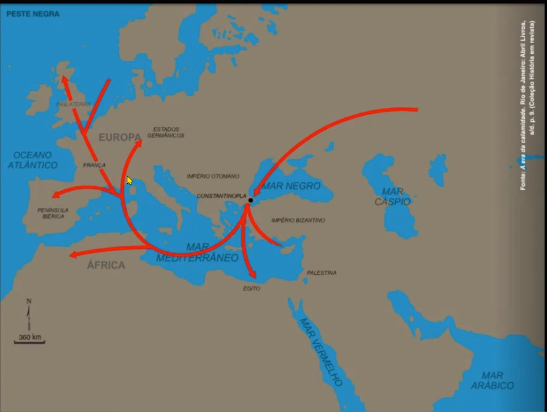 PESTE NEGRA
Fonte: A era da calamidade. Rio de Janeiro: Abril Livros,
s/d. p. 9. (Coleção História em revista)
INGLATERRA
ESTADOS
GERMÂNICOS
EUROPA
OCEANO
ATLÂNTICO
FRANÇA
IMPÉRIO OTOMANO
MAR NEGRO
CONSTANTINOPLA
MAR
CÁSPIO
PENÍNSULA
IBÉRICA
IMPÉRIO BIZANTINO
MAR
MEDITERRÂNEO
ÁFRICA
PALESTINA
EGITO
N
360 km
MAR VERMELHO
MAR
ARÁBICO